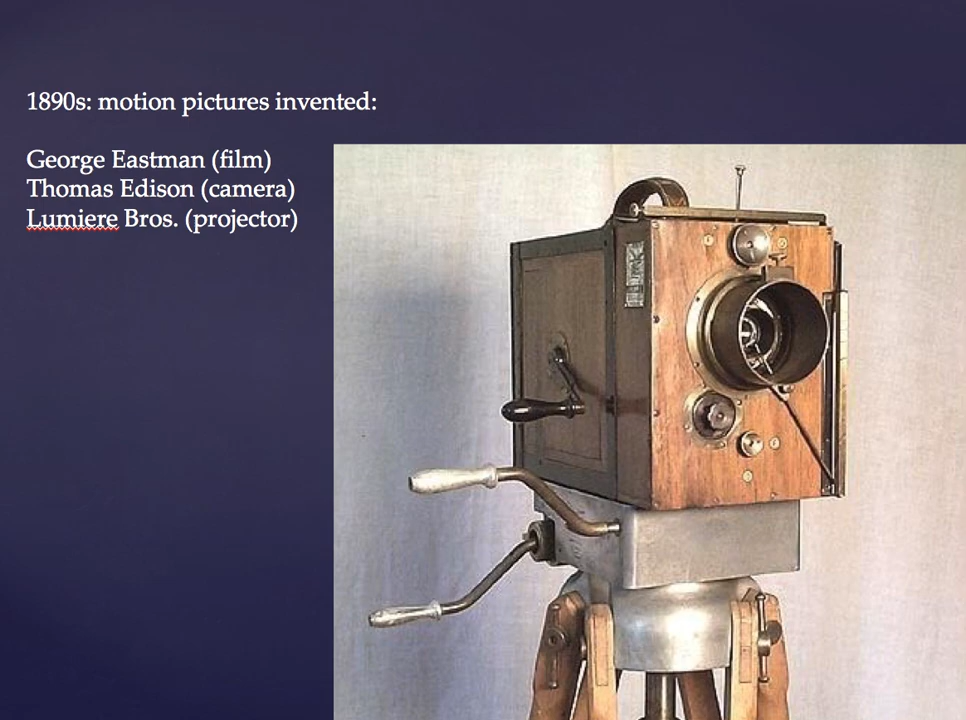 1890s: motion pictures invented:
George Eastman (film)
Thomas Edison (camera)
Lumiere Bros. (projector)